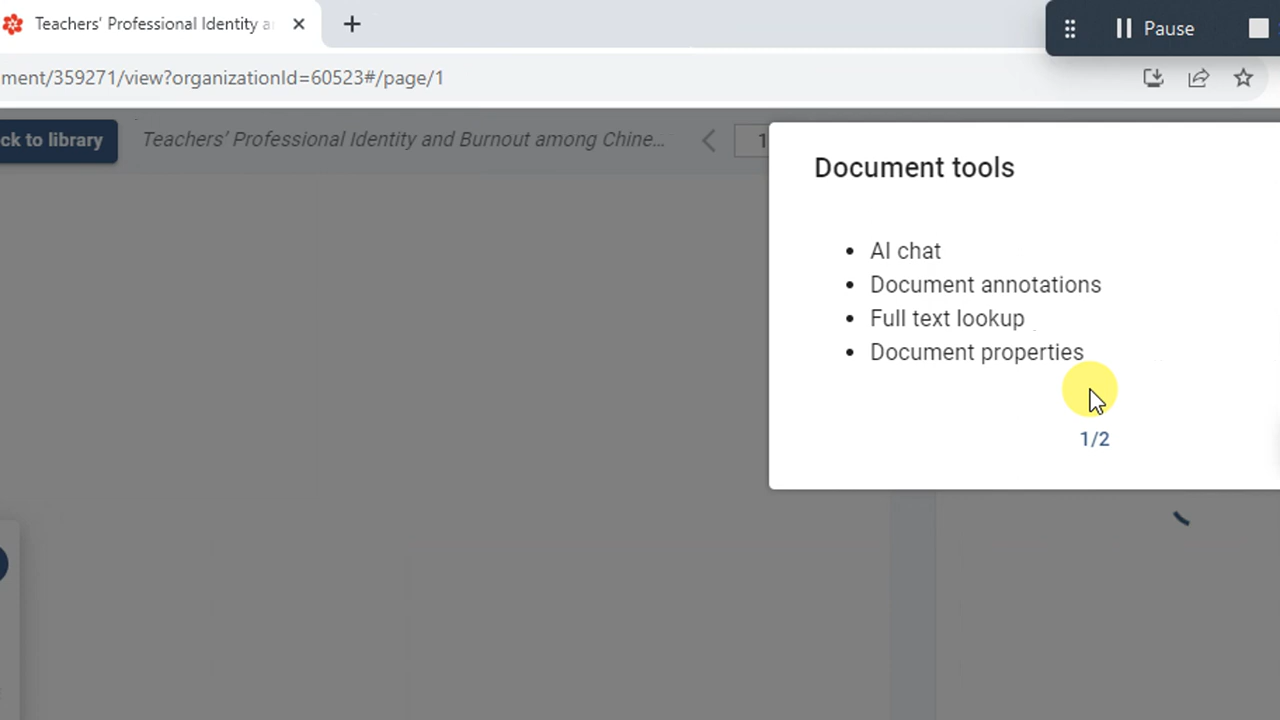 Teachers' Professional Identity a
Pause
ment/359271/view?organizationId=60523#/page/1
ck to library
Teachers' Professional Identity and Burnout among Chine...
1
Document tools
• AI chat
• Document annotations
• Full text lookup
• Document properties
1/2